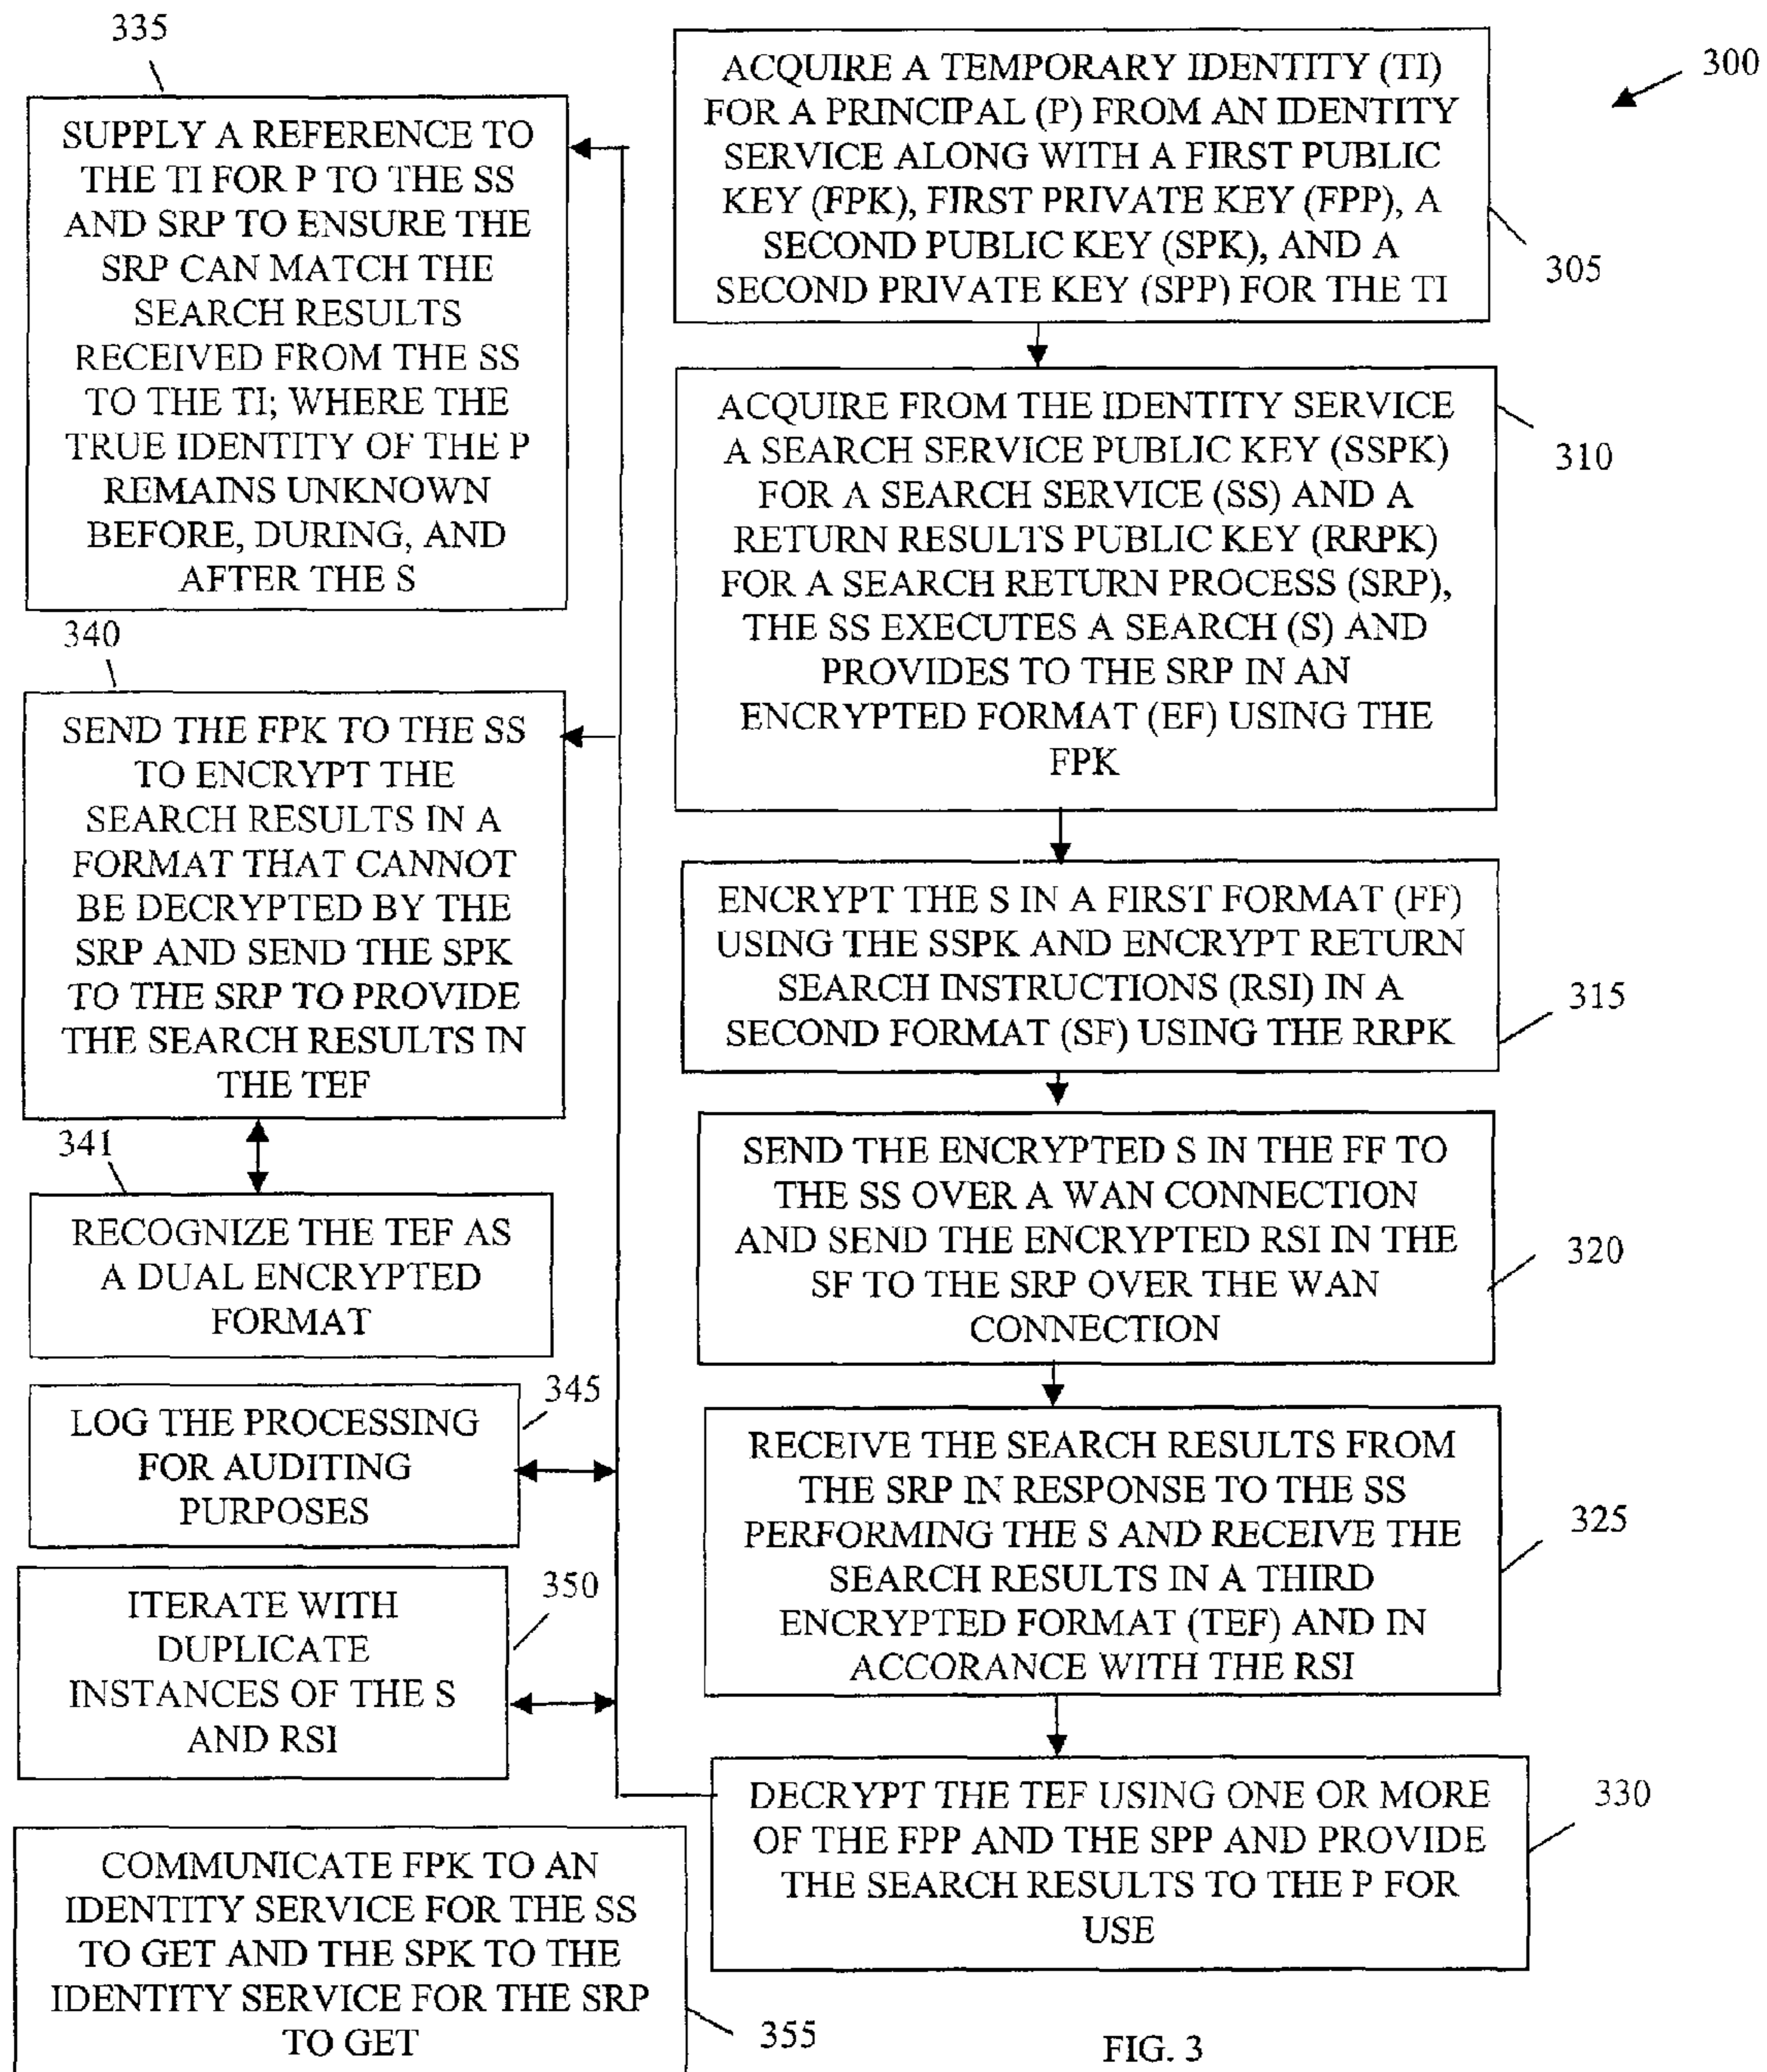 335
SUPPLY A REFERENCE TO
THE TI FOR P TO THE SS
AND SRP TO ENSURE THE
SRP CAN MATCH THE
SEARCH RESULTS
RECEIVED FROM THE SS
TO THE TI; WHERE THE
TRUE IDENTITY OF THE P
REMAINS UNKNOWN
BEFORE, DURING, AND
AFTER THE S
340
SEND THE FPK TO THE SS
TO ENCRYPT THE
SEARCH RESULTS IN A
FORMAT THAT CANNOT
BE DECRYPTED BY THE
SRP AND SEND THE SPK
TO THE SRP TO PROVIDE
THE SEARCH RESULTS IN
THE TEF
341
RECOGNIZE THE TEF AS
A DUAL ENCRYPTED
FORMAT
345
LOG THE PROCESSING
FOR AUDITING
PURPOSES
350
ITERATE WITH
DUPLICATE
INSTANCES OF THE S
AND RSI
COMMUNICATE FPK TO AN
IDENTITY SERVICE FOR THE SS
TO GET AND THE SPK TO THE
IDENTITY SERVICE FOR THE SRP
TO GET
355
300
ACQUIRE A TEMPORARY IDENTITY (TI)
FOR A PRINCIPAL (P) FROM AN IDENTITY
SERVICE ALONG WITH A FIRST PUBLIC
KEY (FPK), FIRST PRIVATE KEY (FPP), A
SECOND PUBLIC KEY (SPK), AND A
SECOND PRIVATE KEY (SPP) FOR THE TI
305
ACQUIRE FROM THE IDENTITY SERVICE
A SEARCH SERVICE PUBLIC KEY (SSPK)
FOR A SEARCH SERVICE (SS) AND A
RETURN RESULTS PUBLIC KEY (RRPK)
FOR A SEARCH RETURN PROCESS (SRP),
THE SS EXECUTES A SEARCH (S) AND
PROVIDES TO THE SRP IN AN
ENCRYPTED FORMAT (EF) USING THE
FPK
310
ENCRYPT THE S IN A FIRST FORMAT (FF)
USING THE SSPK AND ENCRYPT RETURN
SEARCH INSTRUCTIONS (RSI) IN A
SECOND FORMAT (SF) USING THE RRPK
315
SEND THE ENCRYPTED S IN THE FF TO
THE SS OVER A WAN CONNECTION
AND SEND THE ENCRYPTED RSI IN THE
SF TO THE SRP OVER THE WAN
CONNECTION
320
RECEIVE THE SEARCH RESULTS FROM
THE SRP IN RESPONSE TO THE SS
PERFORMING THE S AND RECEIVE THE
SEARCH RESULTS IN A THIRD
ENCRYPTED FORMAT (TEF) AND IN
ACCORANCE WITH THE RSI
325
DECRYPT THE TEF USING ONE OR MORE
OF THE FPP AND THE SPP AND PROVIDE
THE SEARCH RESULTS TO THE P FOR
USE
330
FIG. 3